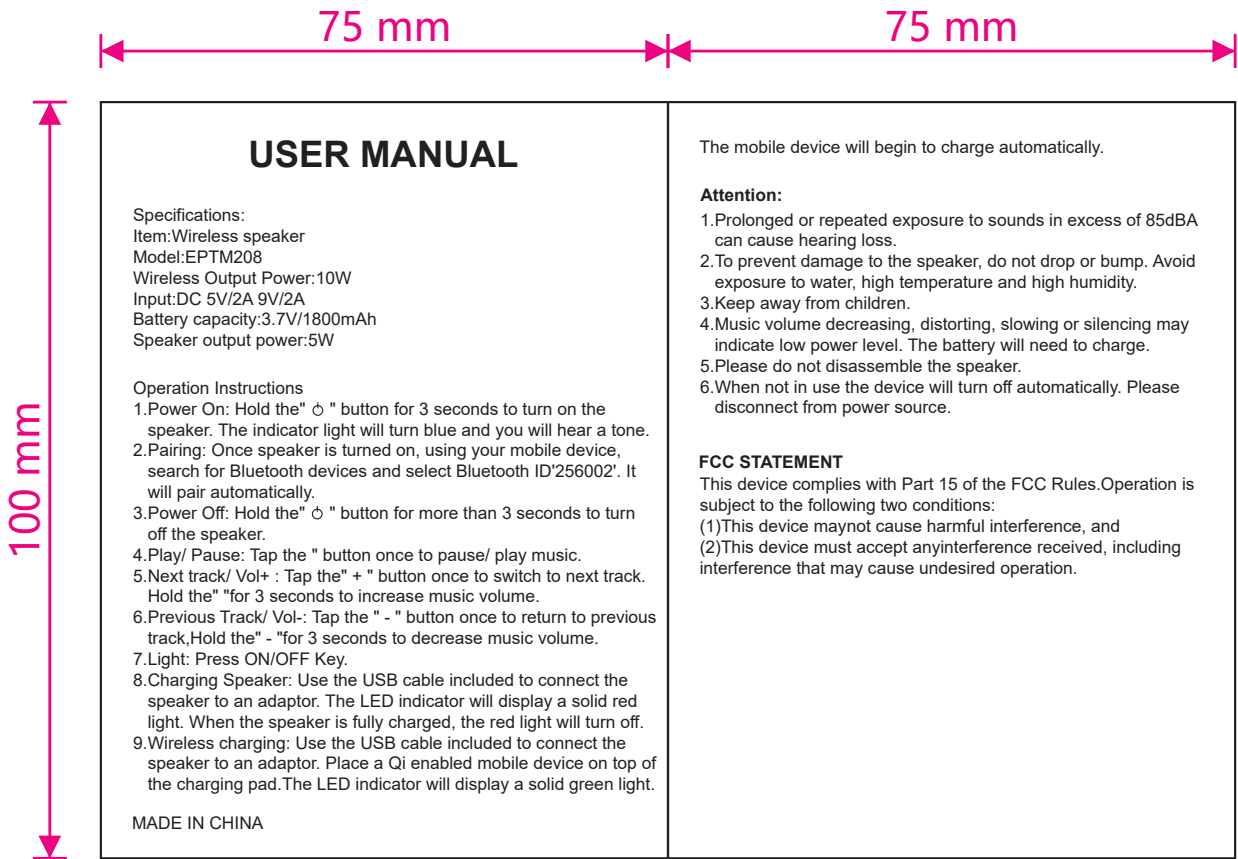 75 mm
75 mm
100 mm
USER MANUAL
Specifications:
Item:Wireless speaker
Model:EPTM208
Wireless Output Power:10W
Input:DC 5V/2A 9V/2A
Battery capacity:3.7V/1800mAh
Speaker output power:5W
Operation Instructions
1.Power On: Hold the" ⏻ " button for 3 seconds to turn on the
speaker. The indicator light will turn blue and you will hear a tone.
2.Pairing: Once speaker is turned on, using your mobile device,
search for Bluetooth devices and select Bluetooth ID'256002'. It
will pair automatically.
3.Power Off: Hold the" ⏻ " button for more than 3 seconds to turn
off the speaker.
4.Play/ Pause: Tap the " button once to pause/ play music.
5.Next track/ Vol+ : Tap the" + " button once to switch to next track.
Hold the" "for 3 seconds to increase music volume.
6.Previous Track/ Vol-: Tap the " - " button once to return to previous
track,Hold the" - "for 3 seconds to decrease music volume.
7.Light: Press ON/OFF Key.
8.Charging Speaker: Use the USB cable included to connect the
speaker to an adaptor. The LED indicator will display a solid red
light. When the speaker is fully charged, the red light will turn off.
9.Wireless charging: Use the USB cable included to connect the
speaker to an adaptor. Place a Qi enabled mobile device on top of
the charging pad.The LED indicator will display a solid green light.
MADE IN CHINA
The mobile device will begin to charge automatically.
Attention:
1.Prolonged or repeated exposure to sounds in excess of 85dBA
can cause hearing loss.
2.To prevent damage to the speaker, do not drop or bump. Avoid
exposure to water, high temperature and high humidity.
3.Keep away from children.
4.Music volume decreasing, distorting, slowing or silencing may
indicate low power level. The battery will need to charge.
5.Please do not disassemble the speaker.
6.When not in use the device will turn off automatically. Please
disconnect from power source.
FCC STATEMENT
This device complies with Part 15 of the FCC Rules.Operation is
subject to the following two conditions:
(1)This device maynot cause harmful interference, and
(2)This device must accept anyinterference received, including
interference that may cause undesired operation.